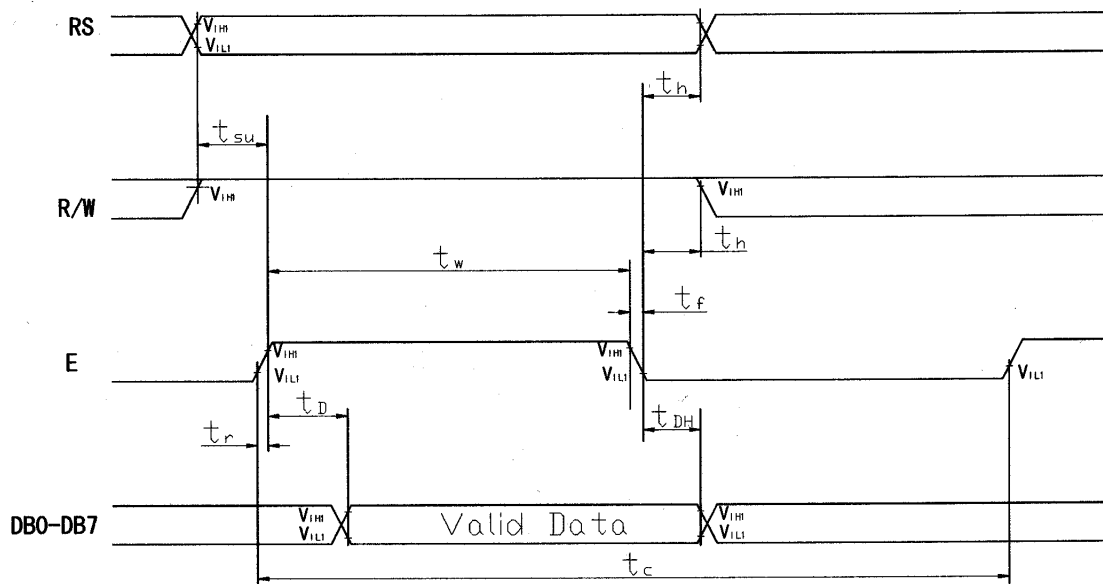 RS VIH1 VIL1
th
tsu
R/W VIH1 VIH1
th
tw
tf
E VIH1 VIL1 VIH1 VIL1 VIL1
tD
tr
tDH
DB0-DB7 VIH1 VIL1 Valid Data VIH1 VIL1
tc